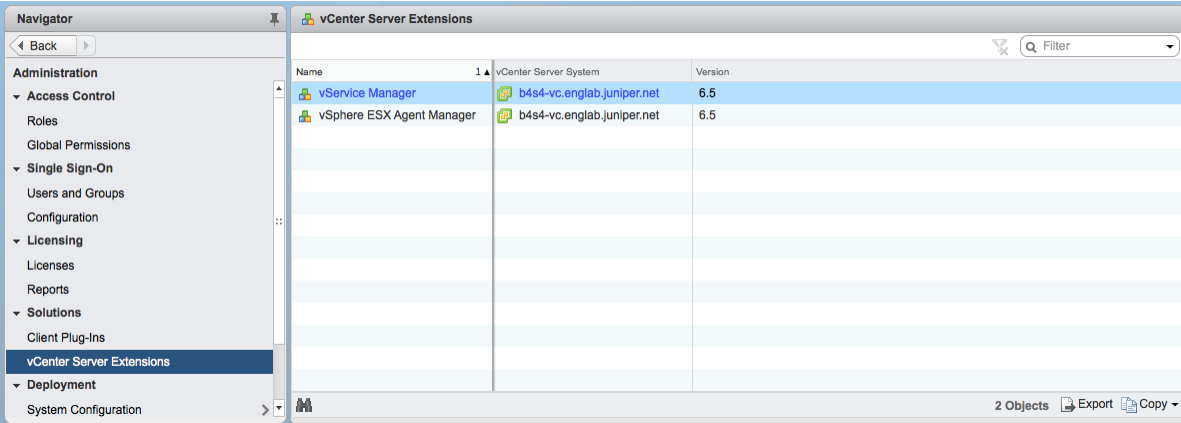 Navigator
Back
Administration
Access Control
Roles
Global Permissions
Single Sign-On
Users and Groups
Configuration
Licensing
Licenses
Reports
Solutions
Client Plug-Ins
vCenter Server Extensions
Deployment
System Configuration
vCenter Server Extensions
Filter
Name 1 vCenter Server System Version
vService Manager b4s4-vc.englab.juniper.net 6.5
vSphere ESX Agent Manager b4s4-vc.englab.juniper.net 6.5
2 Objects Export Copy